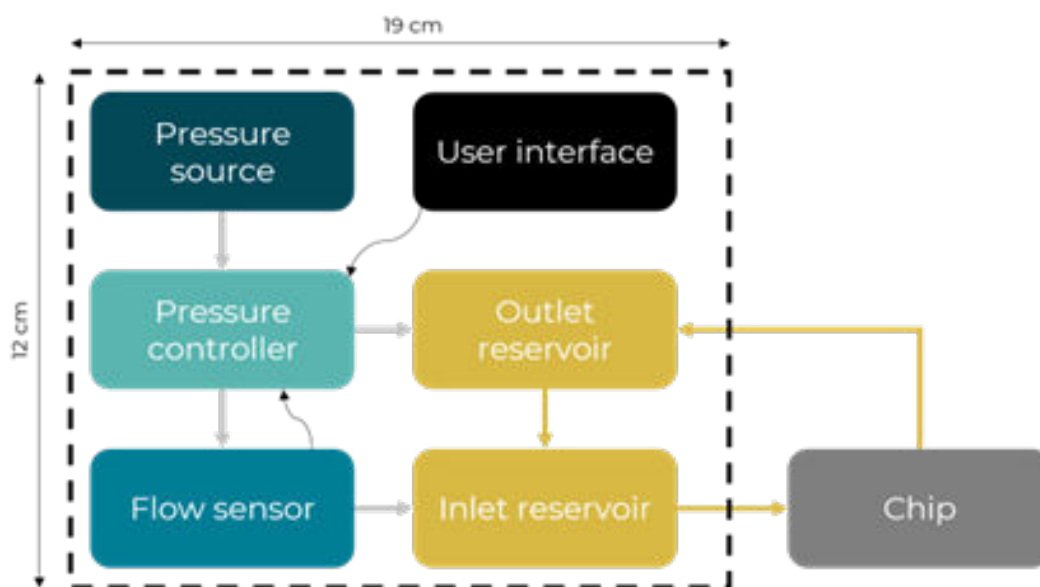 19 cm
12 cm
Pressure
source
User interface
Pressure
controller
Outlet
reservoir
Flow sensor
Inlet reservoir
Chip